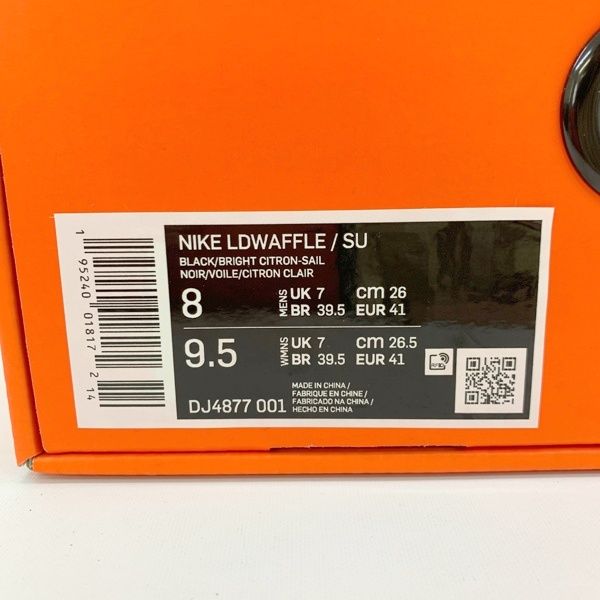 NIKE LDWAFFLE / SU
BLACK/BRIGHT CITRON-SAIL
NOIR/VOILE/CITRON CLAIR
8 MENS UK 7 cm 26
BR 39.5 EUR 41
9.5 WMNS UK 7 cm 26.5
BR 39.5 EUR 41
RFID
DJ4877 001
MADE IN CHINA /
FABRIQUE EN CHINE /
FABRICADO NA CHINA /
HECHO EN CHINA
1 95240 01817 2 14